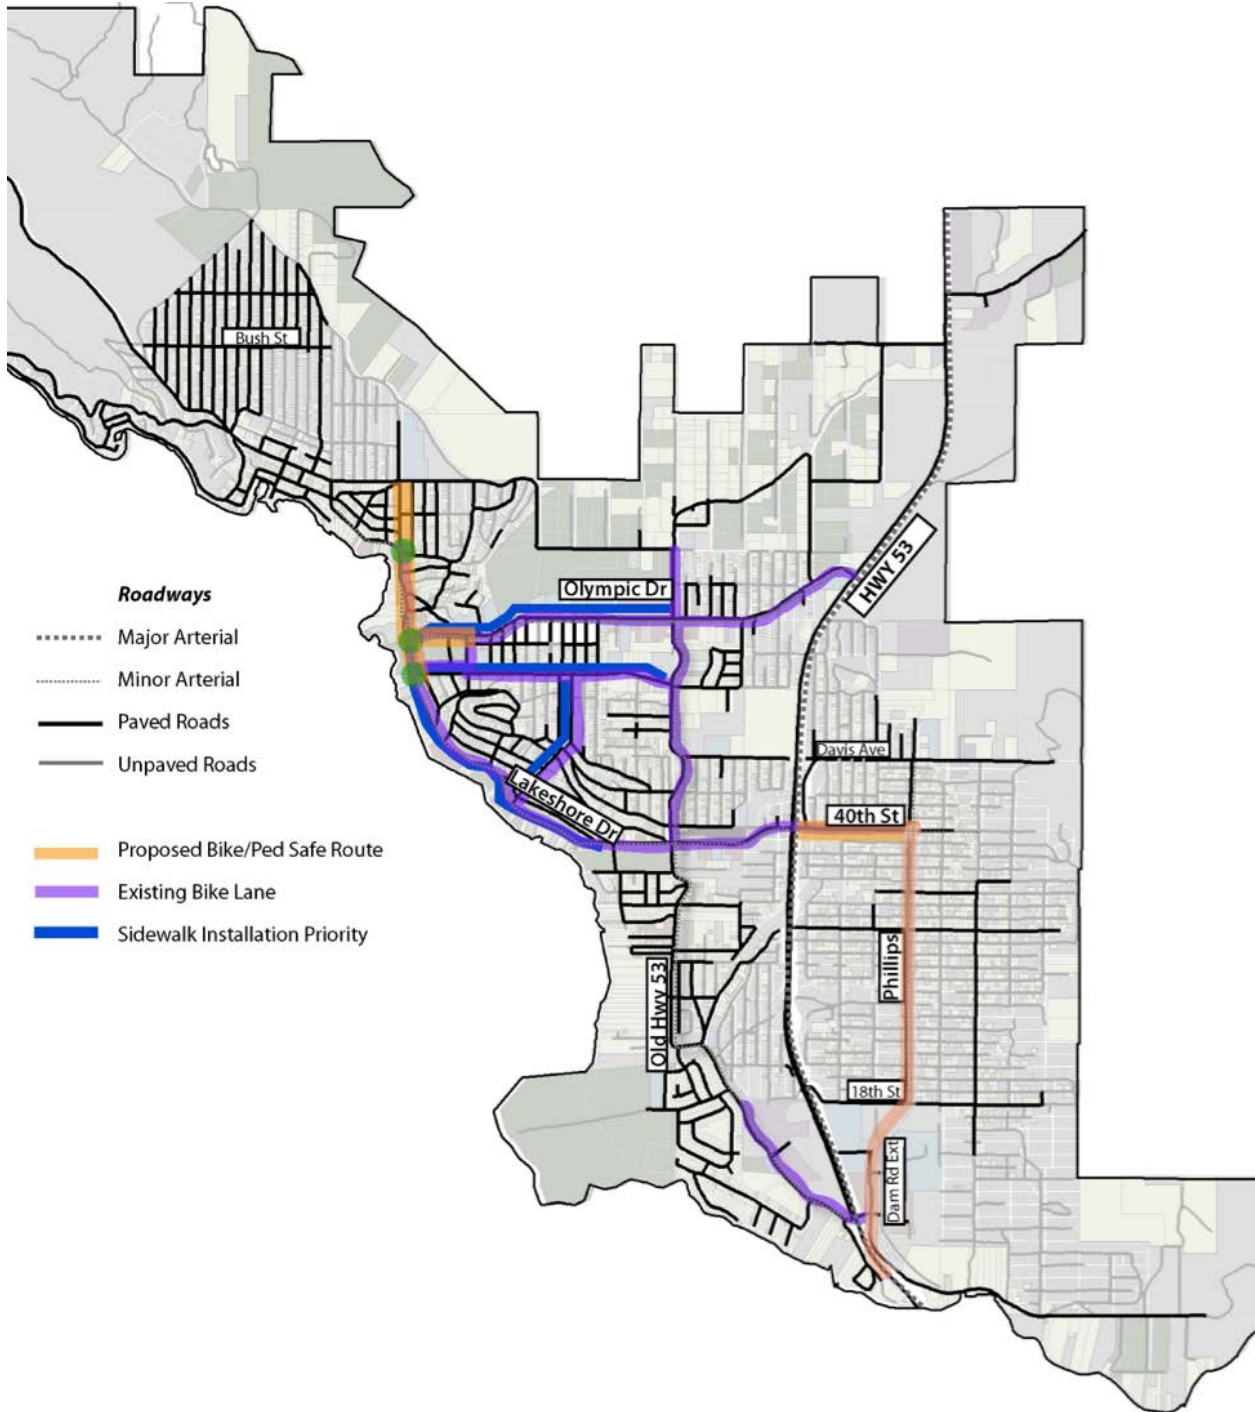 Bush St
Olympic Dr
HWY 53
Roadways
Major Arterial
Minor Arterial
Paved Roads
Unpaved Roads
Davis Ave
Lakeshore Dr
40th St
Proposed Bike/Ped Safe Route
Existing Bike Lane
Sidewalk Installation Priority
Phillips
Old Hwy 53
18th St
Dam Rd Ext